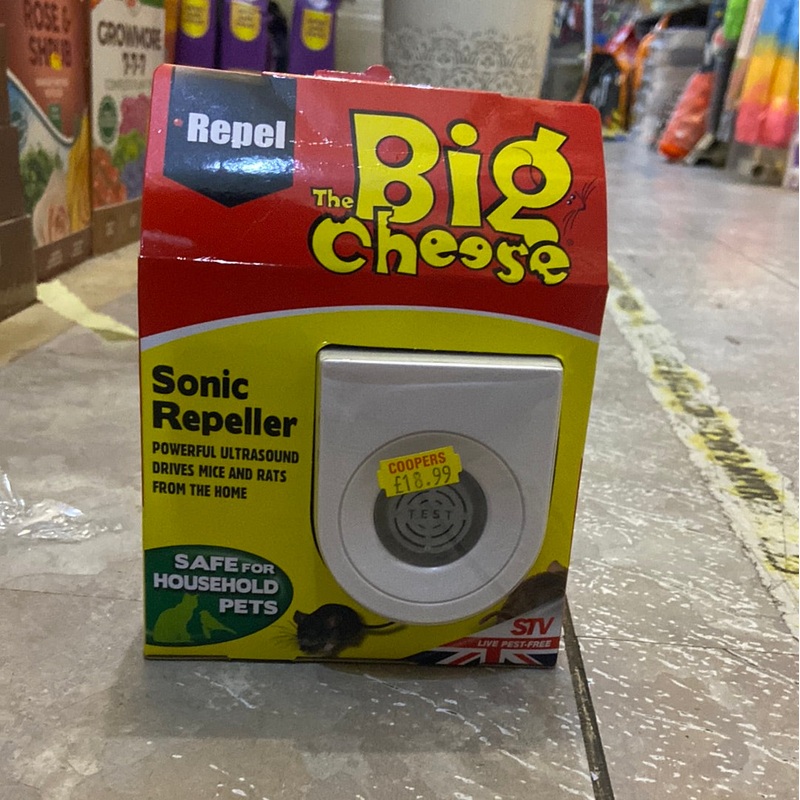 ROSE &
SHRUB
GROWMORE
Repel
The Big
Cheese
Sonic
Repeller
POWERFUL ULTRASOUND
DRIVES MICE AND RATS
FROM THE HOME
COOPERS
£18.99
TEST
SAFE FOR
HOUSEHOLD
PETS
STV
LIVE PEST-FREE